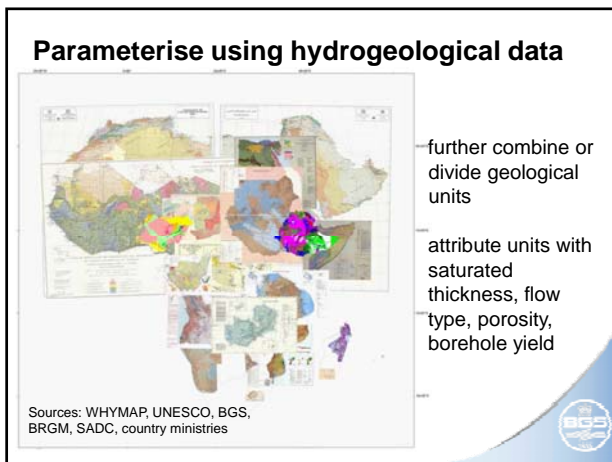 Parameterise using hydrogeological data
further combine or
divide geological
units
attribute units with
saturated
thickness, flow
type, porosity,
borehole yield
Sources: WHYMAP, UNESCO, BGS,
BRGM, SADC, country ministries
BGS